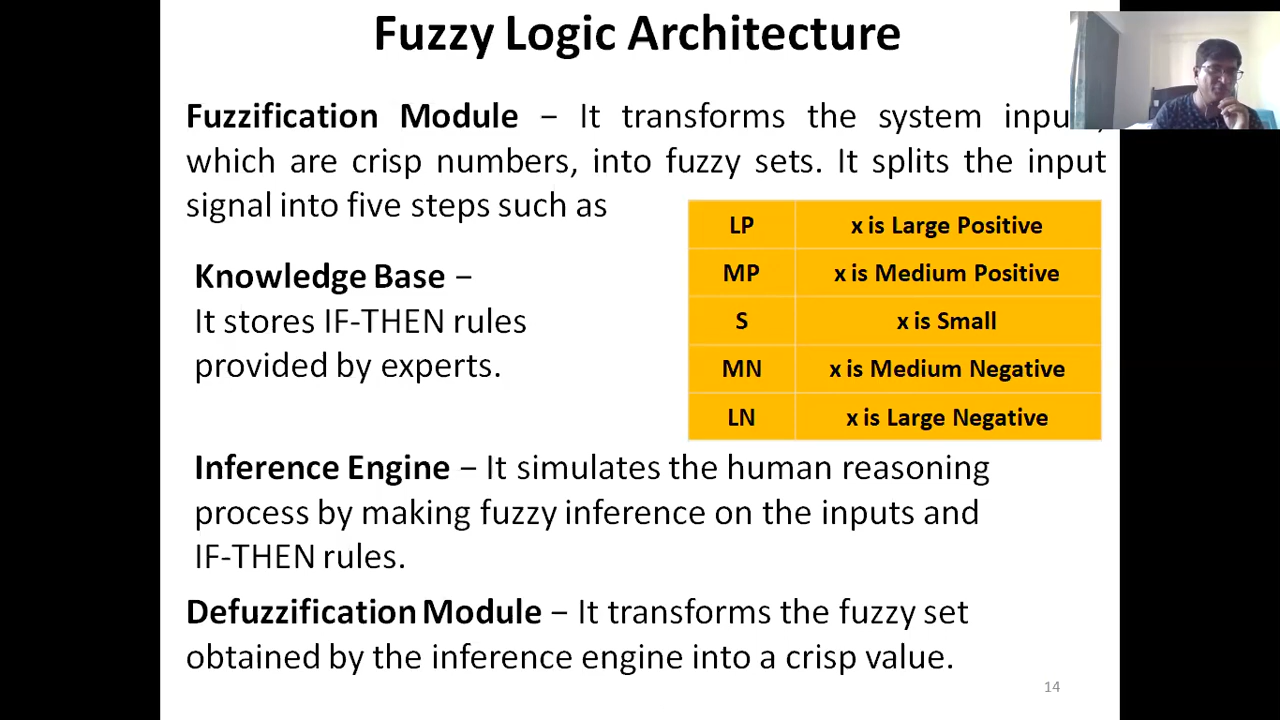 Fuzzy Logic Architecture
Fuzzification Module − It transforms the system
which are crisp numbers, into fuzzy sets. It splits the input
signal into five steps such as
LP x is Large Positive
MP x is Medium Positive
S x is Small
MN x is Medium Negative
LN x is Large Negative
Knowledge Base −
It stores IF-THEN rules
provided by experts.
Inference Engine − It simulates the human reasoning
process by making fuzzy inference on the inputs and
IF-THEN rules.
Defuzzification Module − It transforms the fuzzy set
obtained by the inference engine into a crisp value.
14